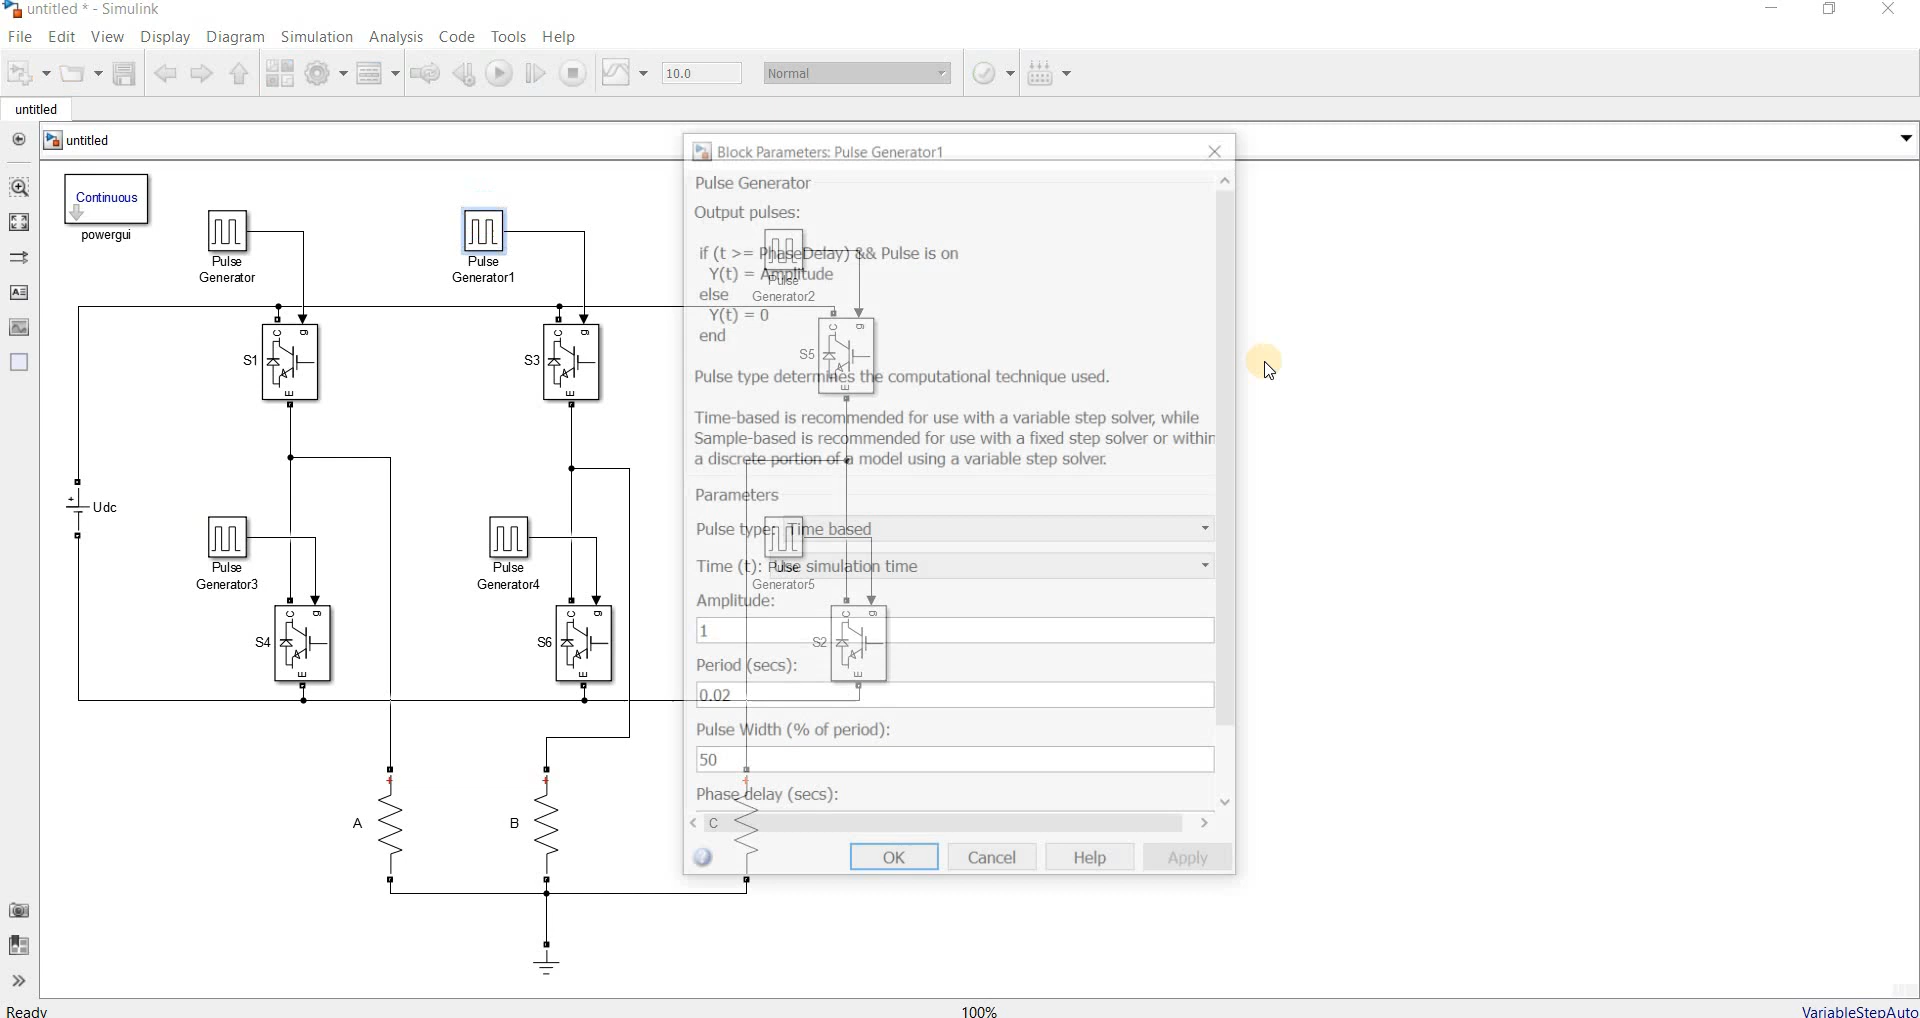 untitled * - Simulink
File Edit View Display Diagram Simulation Analysis Code Tools Help
10.0
Normal
untitled
untitled
Continuous
powergui
Pulse
Generator
Pulse
Generator1
Block Parameters: Pulse Generator1
Pulse Generator
Output pulses:
if (t >= PhaseDelay) && Pulse is on
Y(t) = Amplitude
else
Y(t) = 0
end
Pulse type determines the computational technique used.
Time-based is recommended for use with a variable step solver, while
Sample-based is recommended for use with a fixed step solver or within
a discrete portion of a model using a variable step solver.
Parameters
Pulse type: Time based
Time (t): Use simulation time
Amplitude:
1
Period (secs):
0.02
Pulse Width (% of period):
50
Phase delay (secs):
OK Cancel Help Apply
Pulse
Generator2
C g
S1
E
C g
S3
E
C g
S5
E
+
Udc
Pulse
Generator3
Pulse
Generator4
Pulse
Generator5
C g
S4
E
C g
S6
E
C g
S2
E
+
A
+
B
+
C
Ready
100%
VariableStepAuto